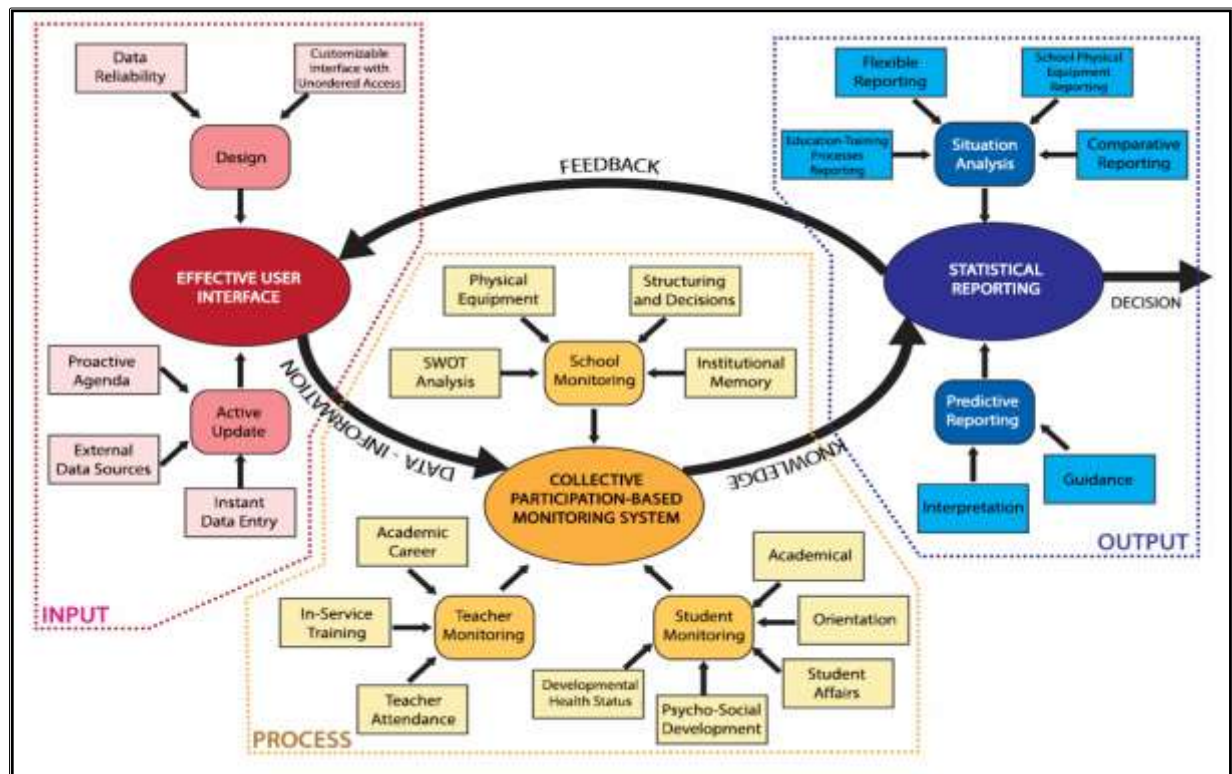 Data
Reliability
Customizable
Interface with
Unordered Access
Design
EFFECTIVE USER
INTERFACE
Proactive
Agenda
Active
Update
External
Data Sources
Instant
Data Entry
INPUT
FEEDBACK
DATA - INFORMATION
Physical
Equipment
Structuring
and Decisions
SWOT
Analysis
School
Monitoring
Institutional
Memory
COLLECTIVE
PARTICIPATION-BASED
MONITORING SYSTEM
KNOWLEDGE
Academic
Career
In-Service
Training
Teacher
Monitoring
Teacher
Attendance
Academical
Student
Monitoring
Orientation
Developmental
Health Status
Student
Affairs
Psycho-Social
Development
PROCESS
Flexible
Reporting
School Physical
Equipment
Reporting
Education-Training
Processes
Reporting
Situation
Analysis
Comparative
Reporting
STATISTICAL
REPORTING
DECISION
Predictive
Reporting
Interpretation
Guidance
OUTPUT